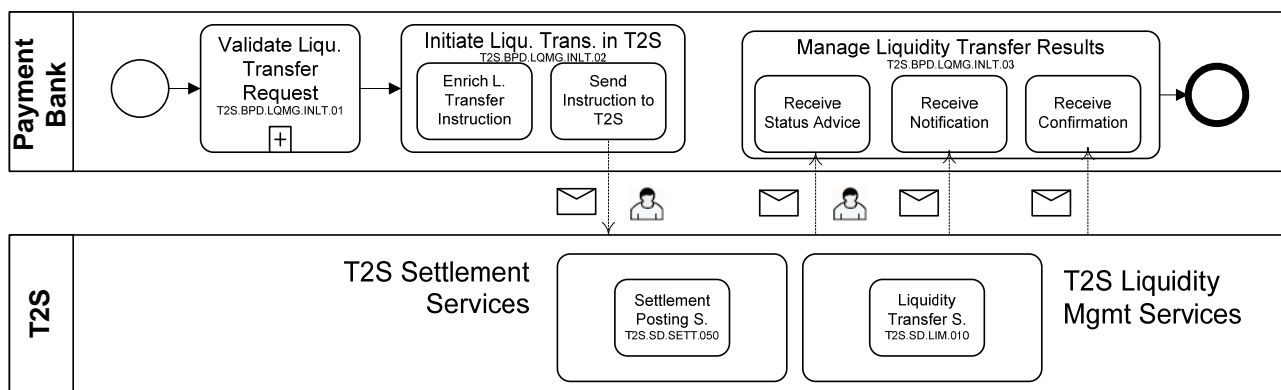 Payment
Bank
Validate Liqu.
Transfer
Request
T2S.BPD.LQMG.INLT.01
+
Initiate Liqu. Trans. in T2S
T2S.BPD.LQMG.INLT.02
Enrich L.
Transfer
Instruction
Send
Instruction to
T2S
Manage Liquidity Transfer Results
T2S.BPD.LQMG.INLT.03
Receive
Status Advice
Receive
Notification
Receive
Confirmation
T2S
T2S Settlement
Services
Settlement
Posting S.
T2S.SD.SETT.050
Liquidity
Transfer S.
T2S.SD.LIM.010
T2S Liquidity
Mgmt Services